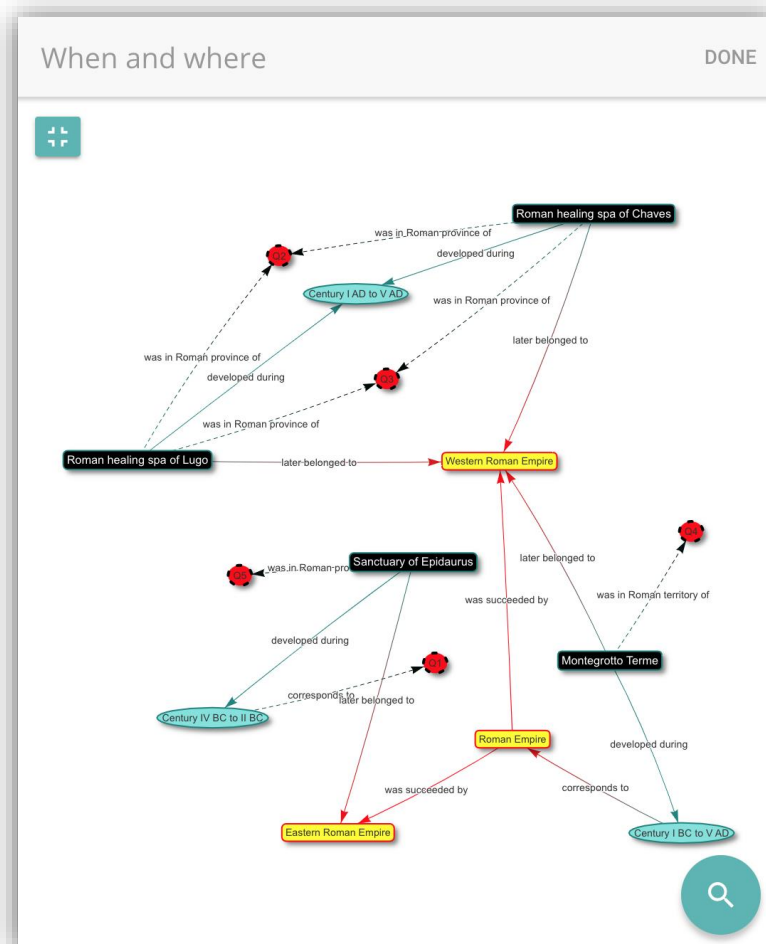 When and where
DONE
Roman healing spa of Chaves
was in Roman province of
Q2
developed during
Century I AD to V AD
was in Roman province of
later belonged to
was in Roman province of
developed during
Q3
was in Roman province of
Roman healing spa of Lugo
later belonged to
Western Roman Empire
Q4
later belonged to
Sanctuary of Epidaurus
was in Roman pro
Q5
was in Roman territory of
was succeeded by
developed during
Q1
Montegrotto Terme
corresponds to
later belonged to
Century IV BC to II BC
Roman Empire
developed during
was succeeded by
corresponds to
Eastern Roman Empire
Century I BC to V AD